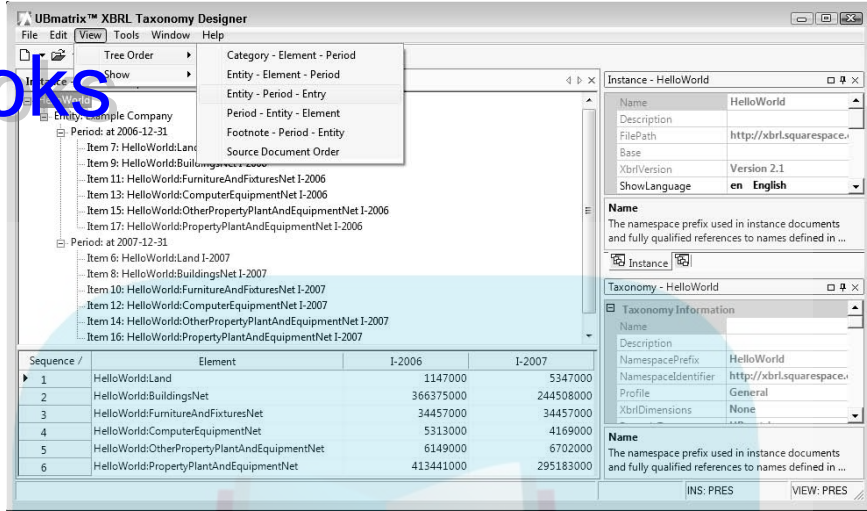 UBmatrix™ XBRL Taxonomy Designer
File Edit View Tools Window Help
Tree Order
Show
Category - Element - Period
Entity - Element - Period
Entity - Period - Entry
Period - Entity - Element
Footnote - Period - Entity
Source Document Order
oks
Entity: Example Company
Period: at 2006-12-31
Item 7: HelloWorld:Land
Item 9: HelloWorld:BuildingsNet I-2006
Item 11: HelloWorld:FurnitureAndFixturesNet I-2006
Item 13: HelloWorld:ComputerEquipmentNet I-2006
Item 15: HelloWorld:OtherPropertyPlantAndEquipmentNet I-2006
Item 17: HelloWorld:PropertyPlantAndEquipmentNet I-2006
Period: at 2007-12-31
Item 6: HelloWorld:Land I-2007
Item 8: HelloWorld:BuildingsNet I-2007
Item 10: HelloWorld:FurnitureAndFixturesNet I-2007
Item 12: HelloWorld:ComputerEquipmentNet I-2007
Item 14: HelloWorld:OtherPropertyPlantAndEquipmentNet I-2007
Item 16: HelloWorld:PropertyPlantAndEquipmentNet I-2007
Sequence / Element I-2006 I-2007
1 HelloWorld:Land 1147000 5347000
2 HelloWorld:BuildingsNet 366375000 244508000
3 HelloWorld:FurnitureAndFixturesNet 34457000 34457000
4 HelloWorld:ComputerEquipmentNet 5313000 4169000
5 HelloWorld:OtherPropertyPlantAndEquipmentNet 6149000 6702000
6 HelloWorld:PropertyPlantAndEquipmentNet 413441000 295183000
Instance - HelloWorld
Name HelloWorld
Description
FilePath http://xbrl.squarespace.
Base
XbrlVersion Version 2.1
ShowLanguage en English
Name
The namespace prefix used in instance documents
and fully qualified references to names defined in ...
Instance
Taxonomy - HelloWorld
Taxonomy Information
Name
Description
NamespacePrefix HelloWorld
NamespaceIdentifier http://xbrl.squarespace.
Profile General
XbrlDimensions None
Name
The namespace prefix used in instance documents
and fully qualified references to names defined in ...
INS: PRES VIEW: PRES